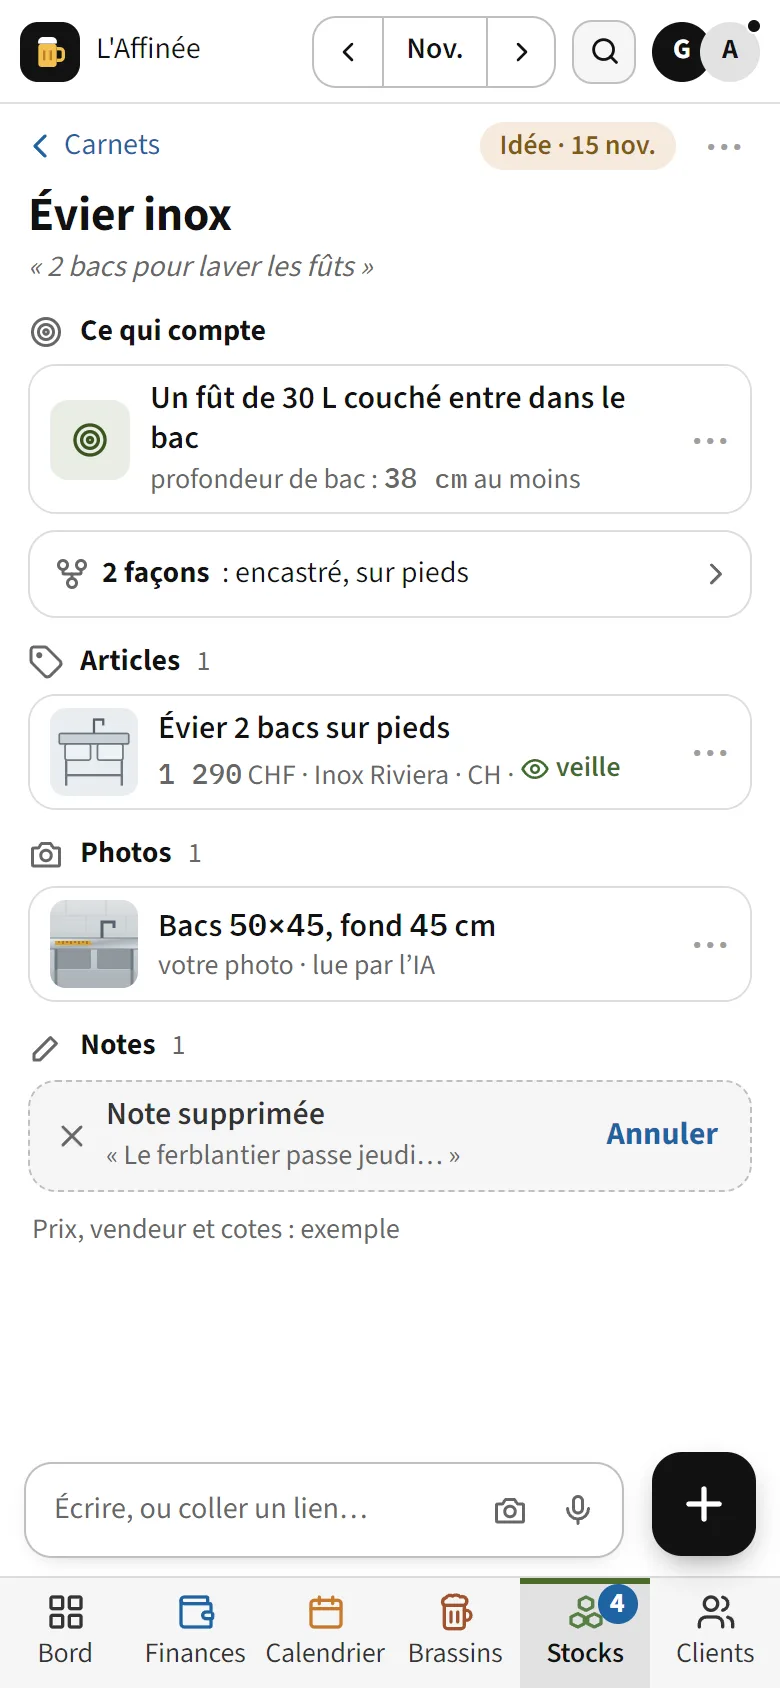 L'Affinée
Nov.
G
A
Carnets
Idée · 15 nov.
Évier inox
« 2 bacs pour laver les fûts »
Ce qui compte
Un fût de 30 L couché entre dans le
bac
profondeur de bac : 38 cm au moins
2 façons : encastré, sur pieds
Articles 1
Évier 2 bacs sur pieds
1 290 CHF · Inox Riviera · CH · veille
Photos 1
Bacs 50×45, fond 45 cm
votre photo · lue par l’IA
Notes 1
Note supprimée
« Le ferblantier passe jeudi… »
Annuler
Prix, vendeur et cotes : exemple
Écrire, ou coller un lien…
4
Bord
Finances
Calendrier
Brassins
Stocks
Clients